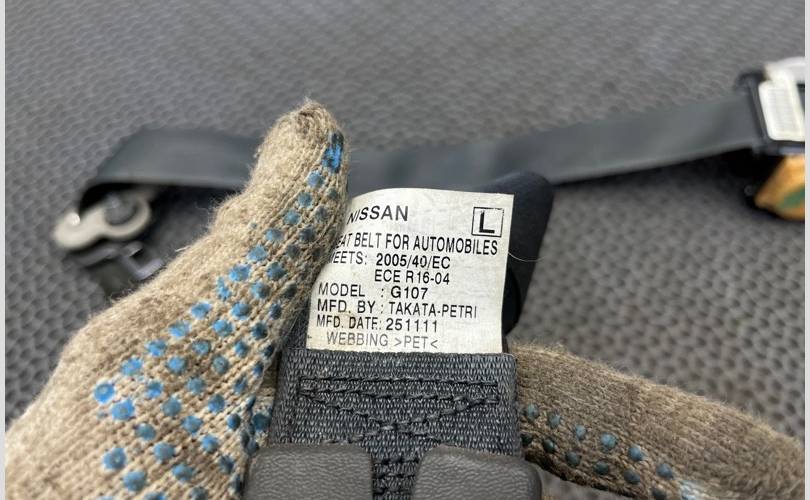 NISSAN L
EAT BELT FOR AUTOMOBILES
MEETS: 2005/40/EC
ECE R16-04
MODEL : G107
MFD. BY : TAKATA-PETRI
MFD. DATE: 251111
WEBBING >PET<